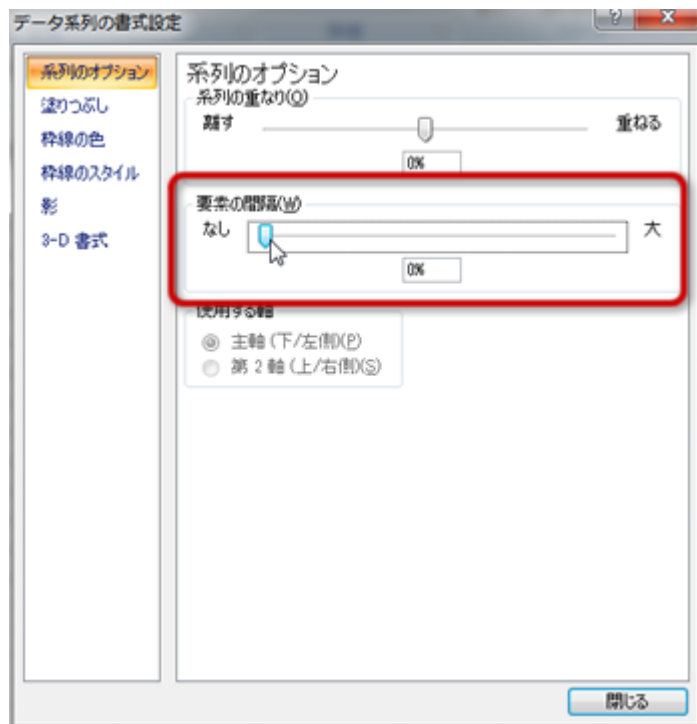 データ系列の書式設定
系列のオプション
塗りつぶし
枠線の色
枠線のスタイル
影
3-D 書式
系列のオプション
系列の重なり(O)
離す
重ねる
0%
要素の間隔(W)
なし
大
0%
使用する軸
主軸 (下/左側)(P)
第 2 軸 (上/右側)(S)
閉じる